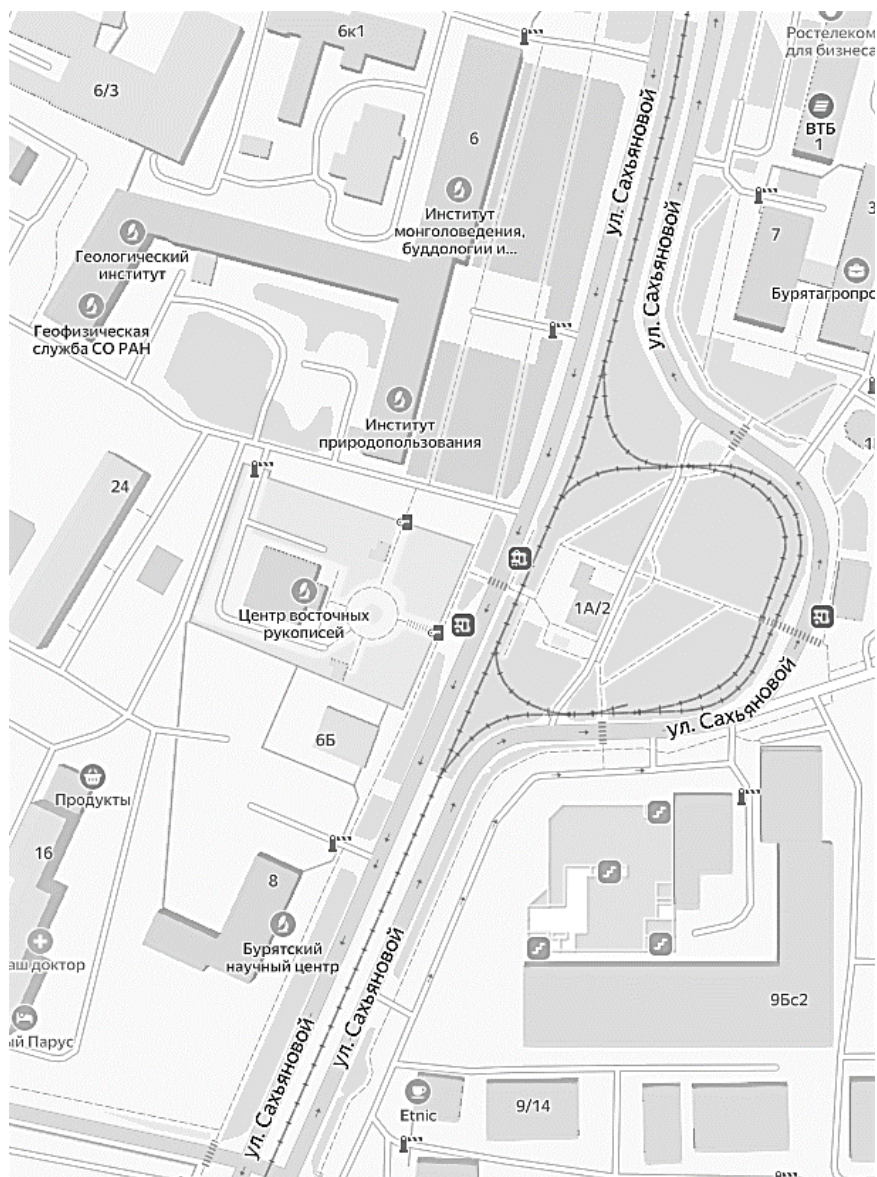 6к1
Ростелеком
для бизнеса
6/3
ВТБ
1
6
ул. Сахьяновой
Институт
монголоведения,
буддологии и...
ул. Сахьяновой
7
3
Геологический
институт
Бурятагропро
Геофизическая
служба СО РАН
Институт
природопользования
24
Центр восточных
рукописей
1А/2
ул. Сахьяновой
6Б
Продукты
16
8
Бурятский
научный центр
аш доктор
ул. Сахьяновой
9Бс2
ый Парус
ул. Сахьяновой
Etnic
9/14